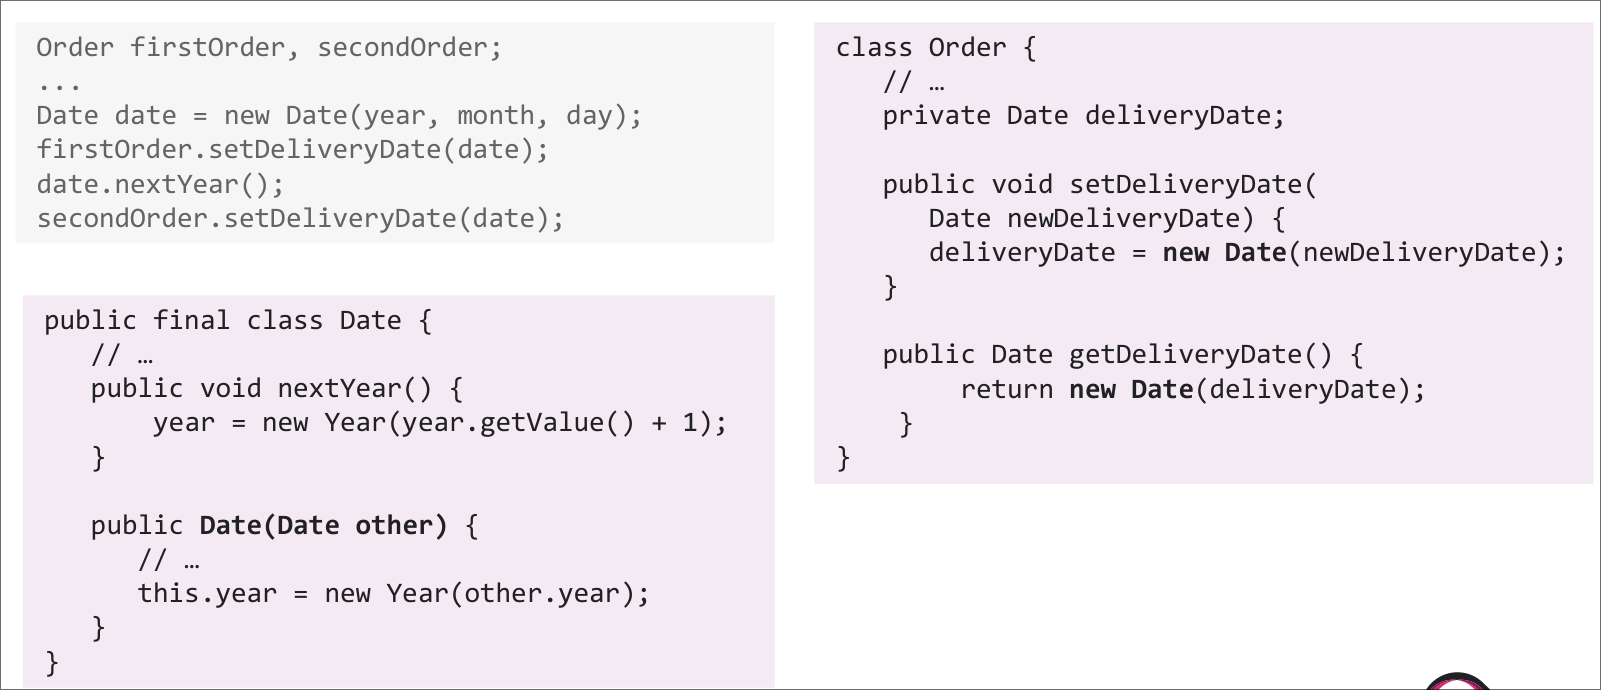 Order firstOrder, secondOrder;
...
Date date = new Date(year, month, day);
firstOrder.setDeliveryDate(date);
date.nextYear();
secondOrder.setDeliveryDate(date);
public final class Date {
// …
public void nextYear() {
year = new Year(year.getValue() + 1);
}
public Date(Date other) {
// …
this.year = new Year(other.year);
}
}
class Order {
// …
private Date deliveryDate;
public void setDeliveryDate(
Date newDeliveryDate) {
deliveryDate = new Date(newDeliveryDate);
}
public Date getDeliveryDate() {
return new Date(deliveryDate);
}
}